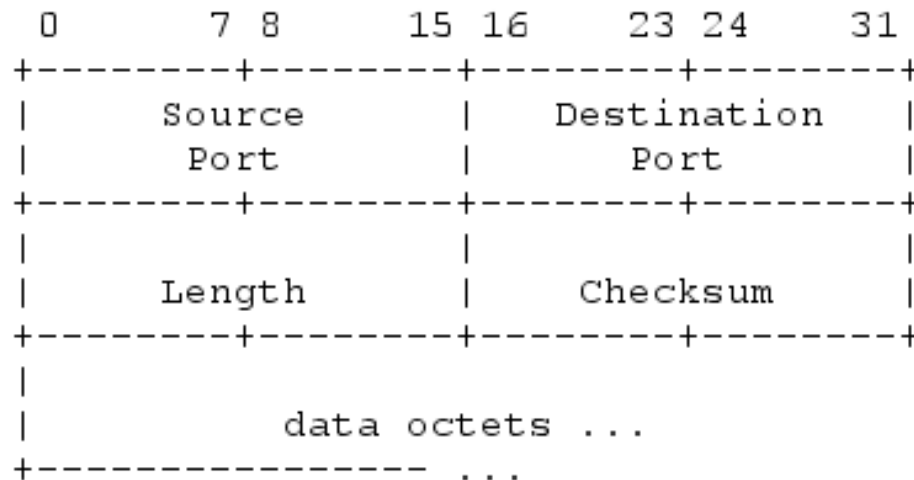 0 7 8 15 16 23 24 31
+--------+--------+--------+--------+
| Source | Destination |
| Port | Port |
+--------+--------+--------+--------+
| | |
| Length | Checksum |
+--------+--------+--------+--------+
|
| data octets ...
+---------------- ...